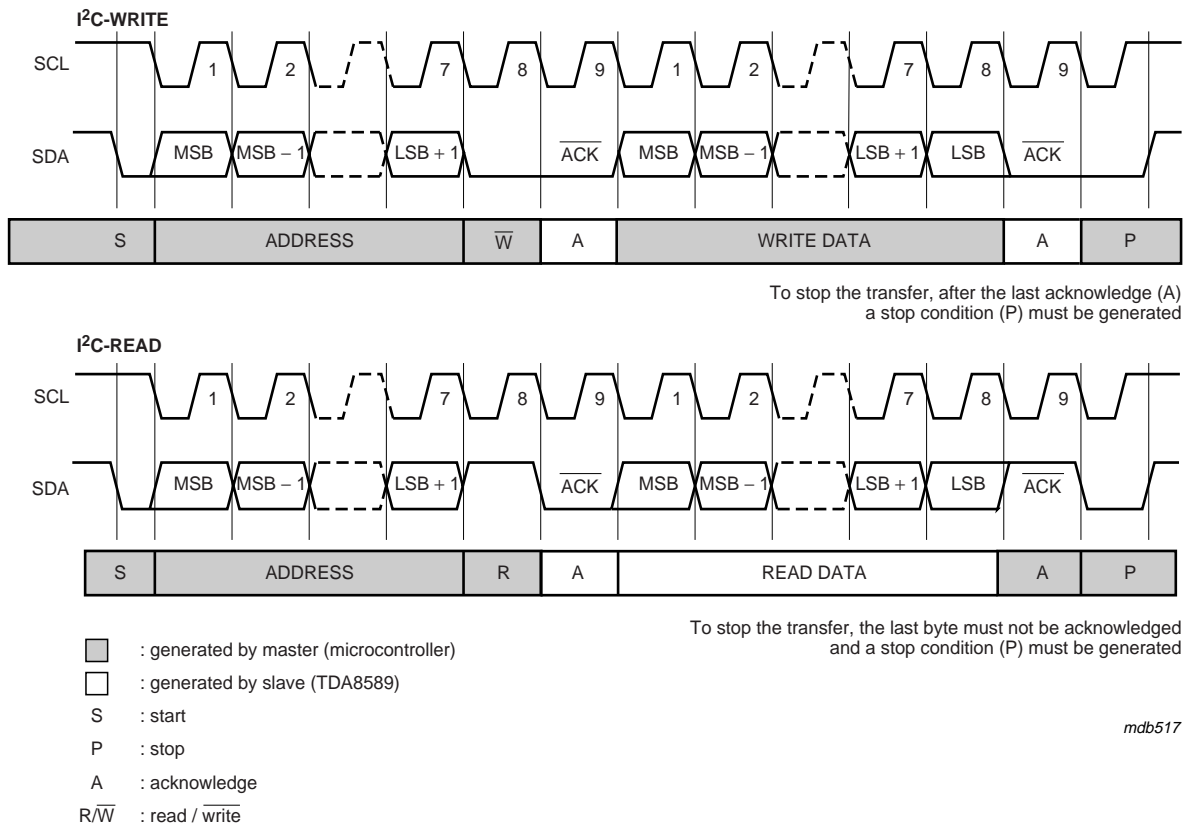 I²C-WRITE
SCL 1 2 7 8 9 1 2 7 8 9
SDA MSB MSB − 1 LSB + 1 A̅C̅K̅ MSB MSB − 1 LSB + 1 LSB A̅C̅K̅
S ADDRESS W̅ A WRITE DATA A P
To stop the transfer, after the last acknowledge (A)
a stop condition (P) must be generated
I²C-READ
SCL 1 2 7 8 9 1 2 7 8 9
SDA MSB MSB − 1 LSB + 1 A̅C̅K̅ MSB MSB − 1 LSB + 1 LSB A̅C̅K̅
S ADDRESS R A READ DATA A P
To stop the transfer, the last byte must not be acknowledged
and a stop condition (P) must be generated
: generated by master (microcontroller)
: generated by slave (TDA8589)
S : start
P : stop
A : acknowledge
R/W̅ : read / w̅r̅i̅t̅e̅
mdb517